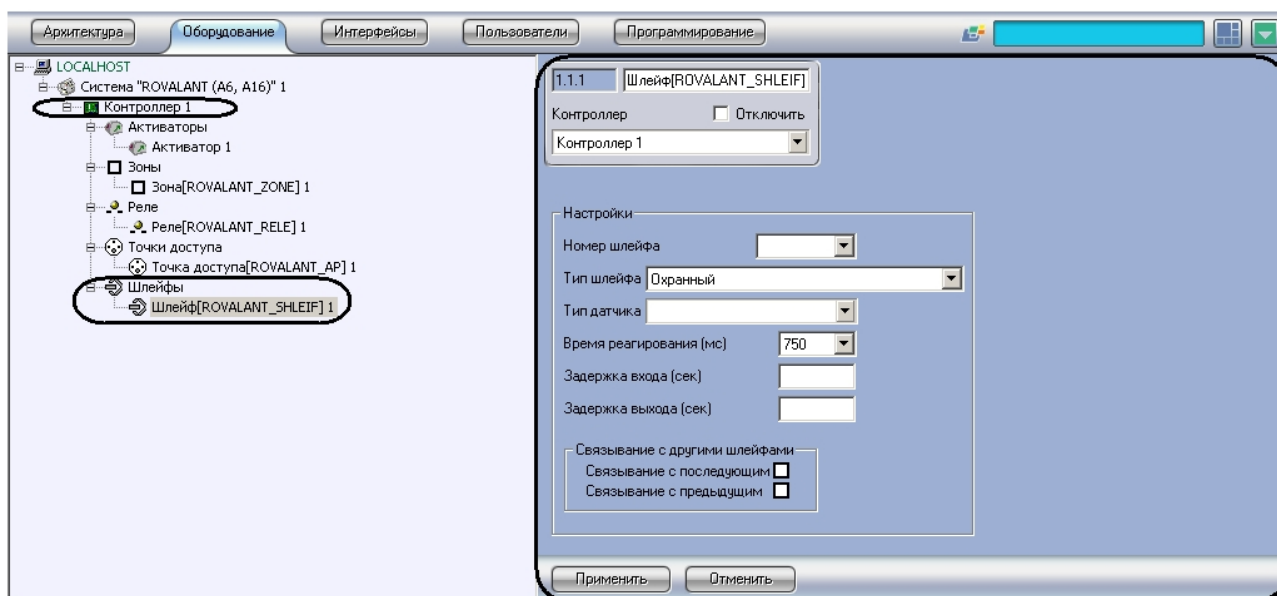 Архитектура
Оборудование
Интерфейсы
Пользователи
Программирование
LOCALHOST
Система "ROVALANT (A6, A16)" 1
Контроллер 1
Активаторы
Активатор 1
Зоны
Зона[ROVALANT_ZONE] 1
Реле
Реле[ROVALANT_RELE] 1
Точки доступа
Точка доступа[ROVALANT_AP] 1
Шлейфы
Шлейф[ROVALANT_SHLEIF] 1
1.1.1 Шлейф[ROVALANT_SHLEIF]
Контроллер Отключить
Контроллер 1
Настройки
Номер шлейфа
Тип шлейфа Охранный
Тип датчика
Время реагирования (мс) 750
Задержка входа (сек)
Задержка выхода (сек)
Связывание с другими шлейфами
Связывание с последующим
Связывание с предыдущим
Применить Отменить